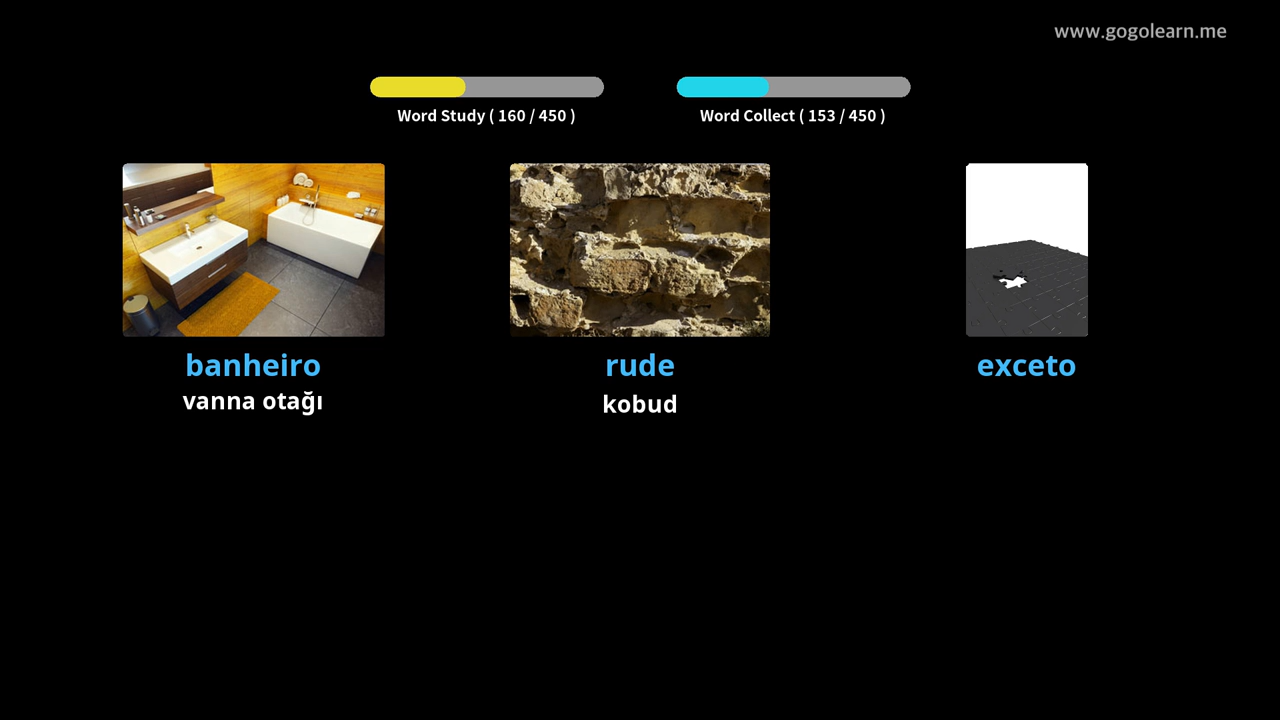 www.gogolearn.me
Word Study ( 160 / 450 )
Word Collect ( 153 / 450 )
banheiro
vanna otağı
rude
kobud
exceto